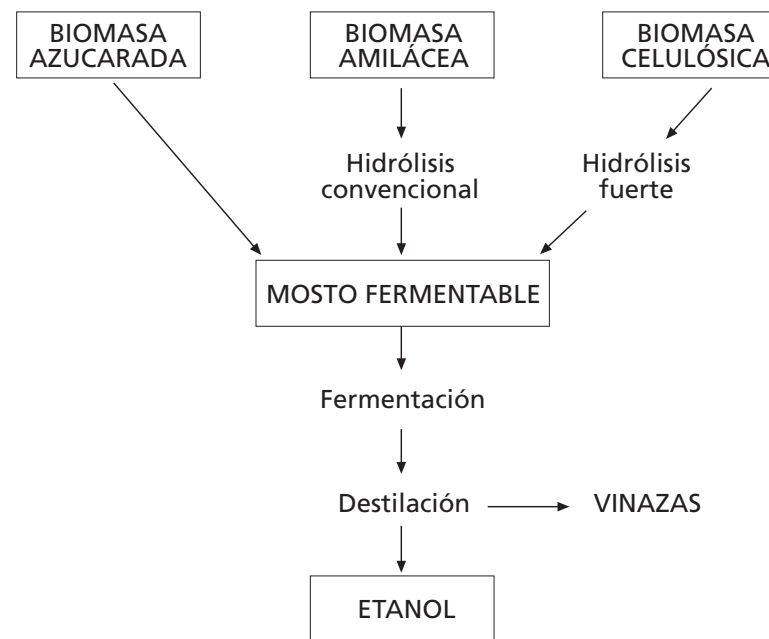 BIOMASA
AZUCARADA
BIOMASA
AMILÁCEA
BIOMASA
CELULÓSICA
Hidrólisis
convencional
Hidrólisis
fuerte
MOSTO FERMENTABLE
Fermentación
Destilación
VINAZAS
ETANOL